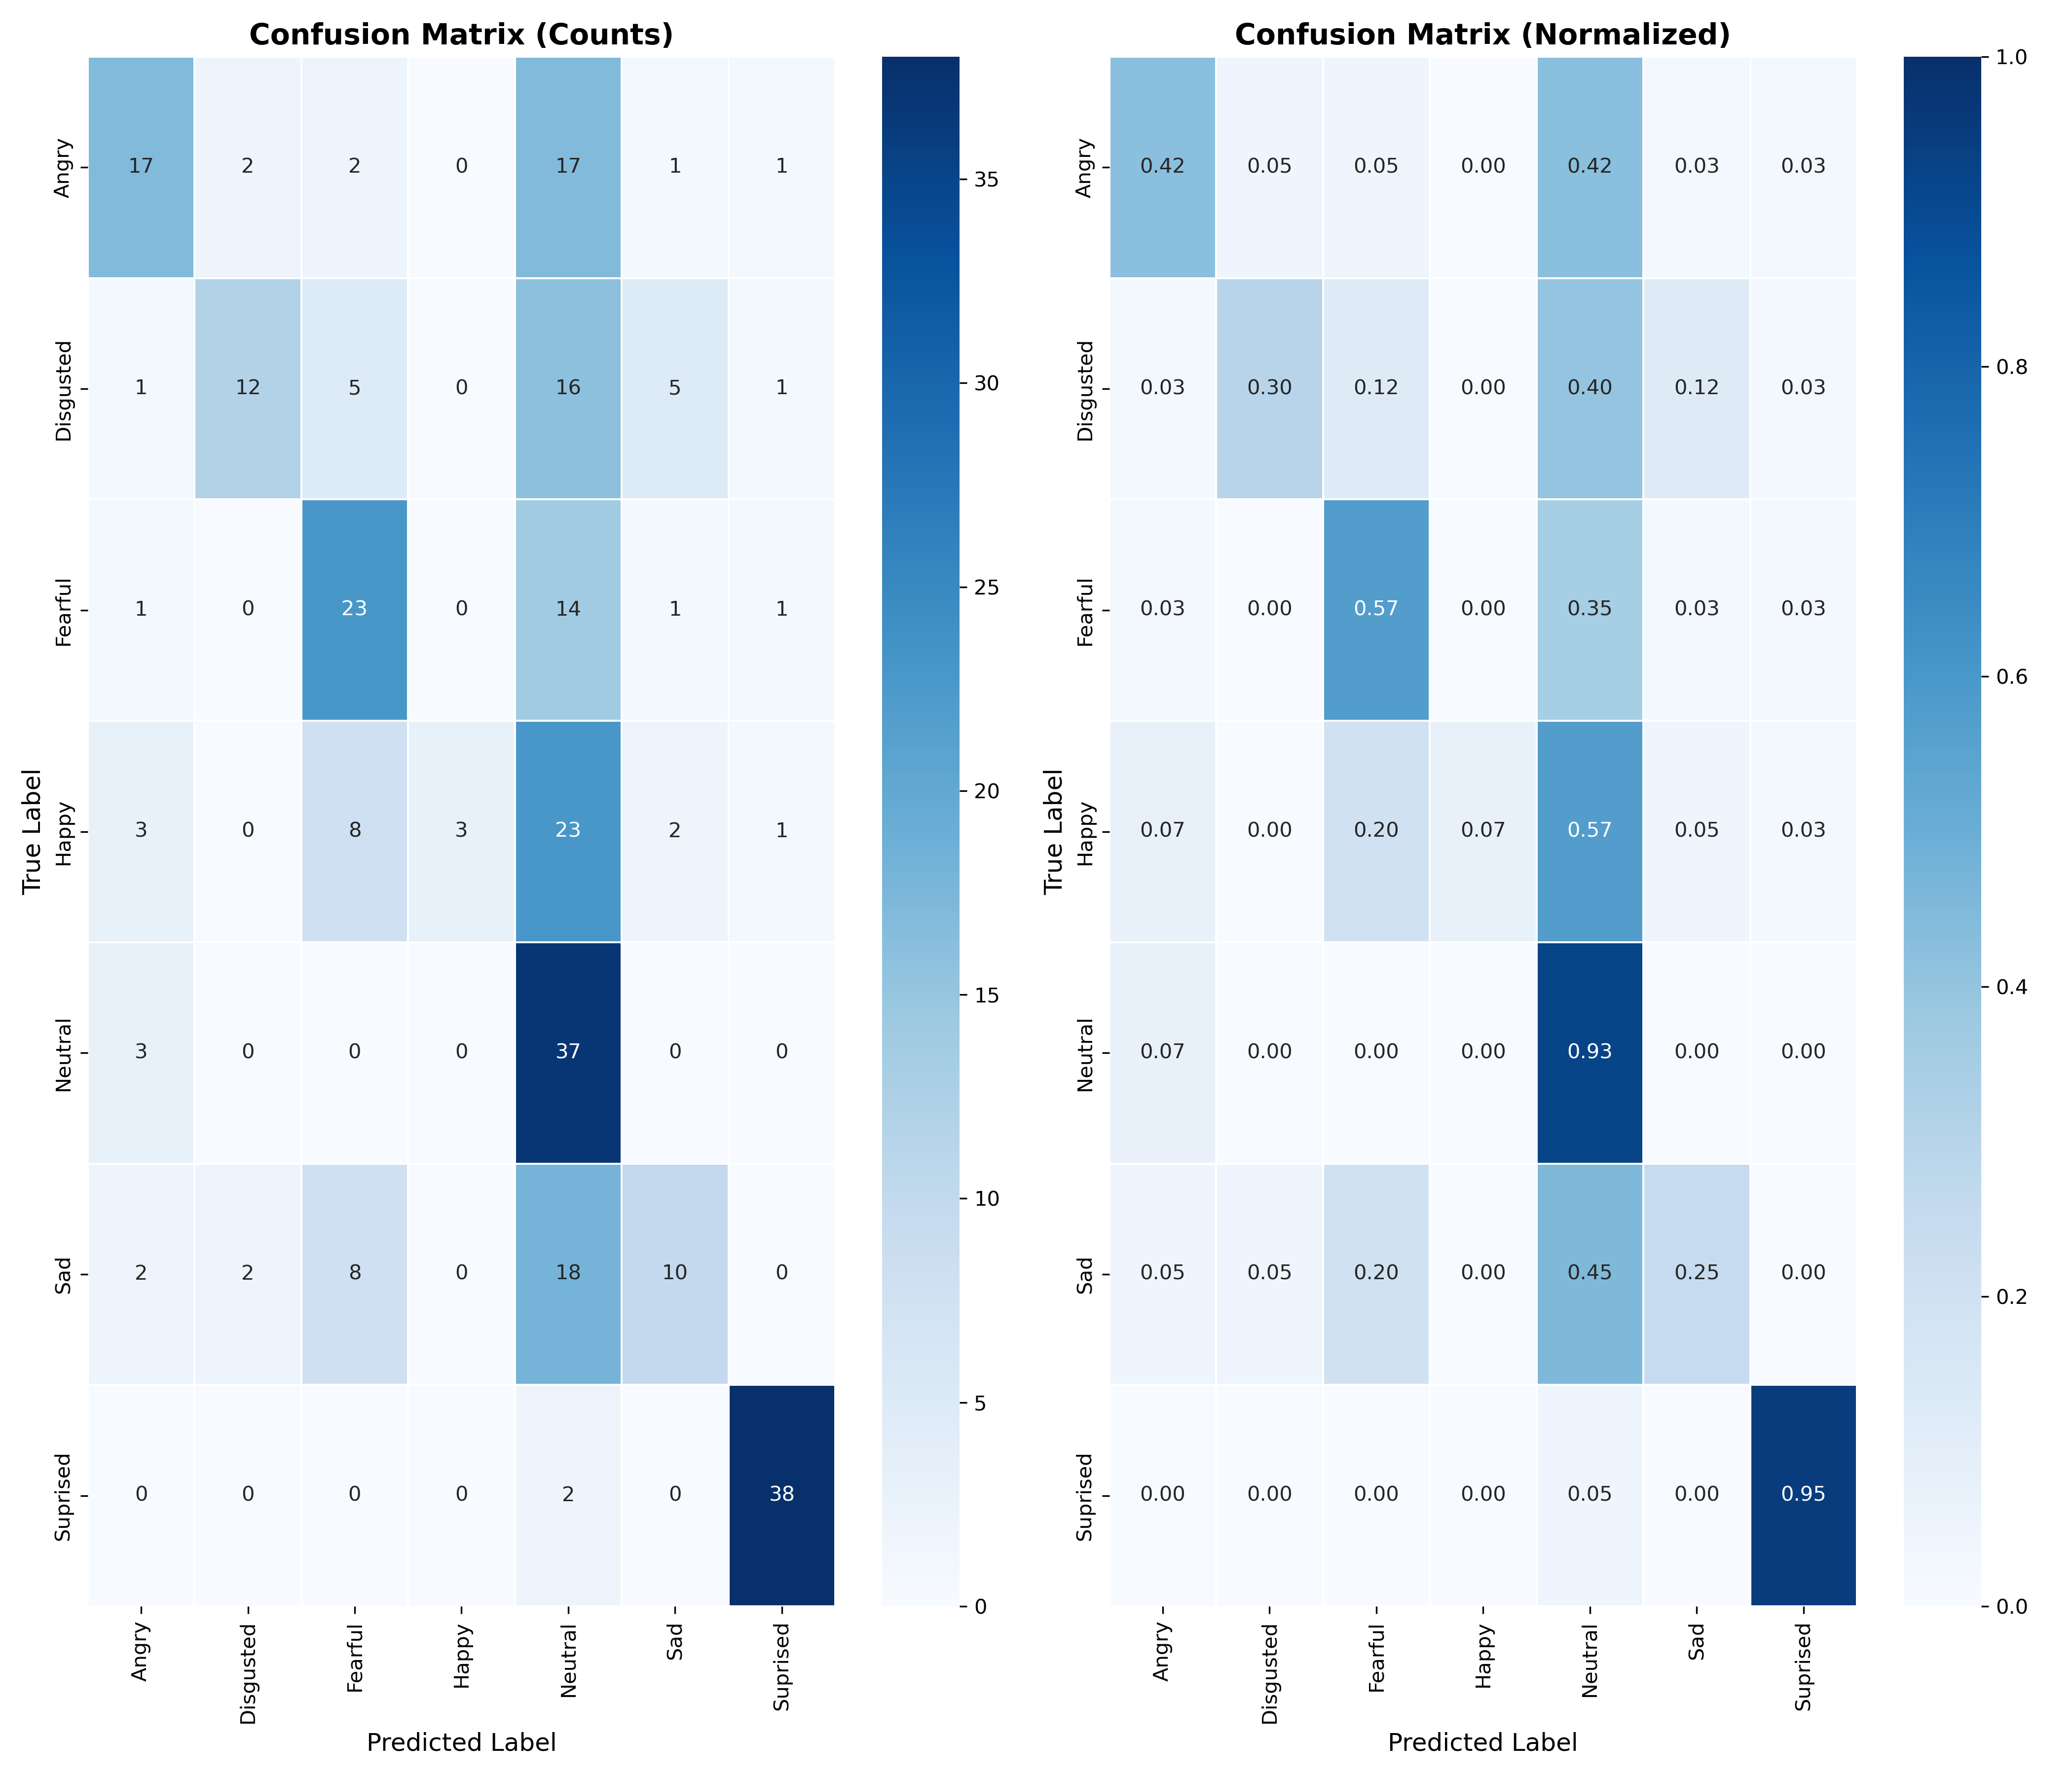 Confusion Matrix (Counts)
Angry 17 2 2 0 17 1 1
Disgusted 1 12 5 0 16 5 1
Fearful 1 0 23 0 14 1 1
Happy 3 0 8 3 23 2 1
Neutral 3 0 0 0 37 0 0
Sad 2 2 8 0 18 10 0
Suprised 0 0 0 0 2 0 38
True Label
Angry Disgusted Fearful Happy Neutral Sad Suprised
Predicted Label
35
30
25
20
15
10
5
0
Confusion Matrix (Normalized)
Angry 0.42 0.05 0.05 0.00 0.42 0.03 0.03
Disgusted 0.03 0.30 0.12 0.00 0.40 0.12 0.03
Fearful 0.03 0.00 0.57 0.00 0.35 0.03 0.03
Happy 0.07 0.00 0.20 0.07 0.57 0.05 0.03
Neutral 0.07 0.00 0.00 0.00 0.93 0.00 0.00
Sad 0.05 0.05 0.20 0.00 0.45 0.25 0.00
Suprised 0.00 0.00 0.00 0.00 0.05 0.00 0.95
True Label
Angry Disgusted Fearful Happy Neutral Sad Suprised
Predicted Label
1.0
0.8
0.6
0.4
0.2
0.0